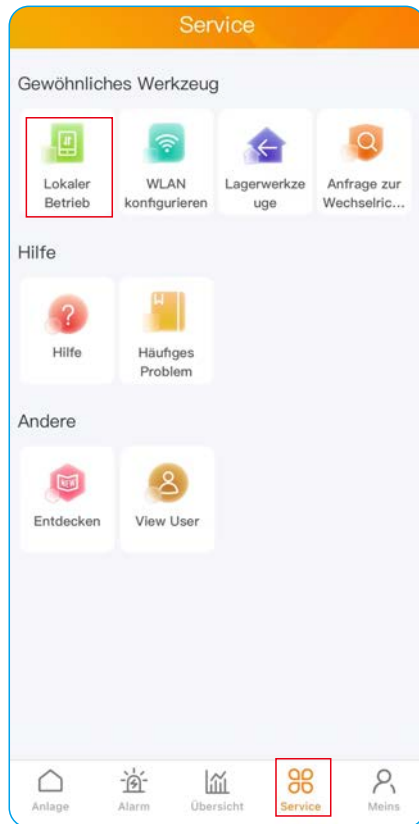 Service
Gewöhnliches Werkzeug
Lokaler
Betrieb
WLAN
konfigurieren
Lagerwerkze
uge
Anfrage zur
Wechselric...
Hilfe
Hilfe
Häufiges
Problem
Andere
NEW
Entdecken
View User
Anlage
Alarm
Übersicht
Service
Meins